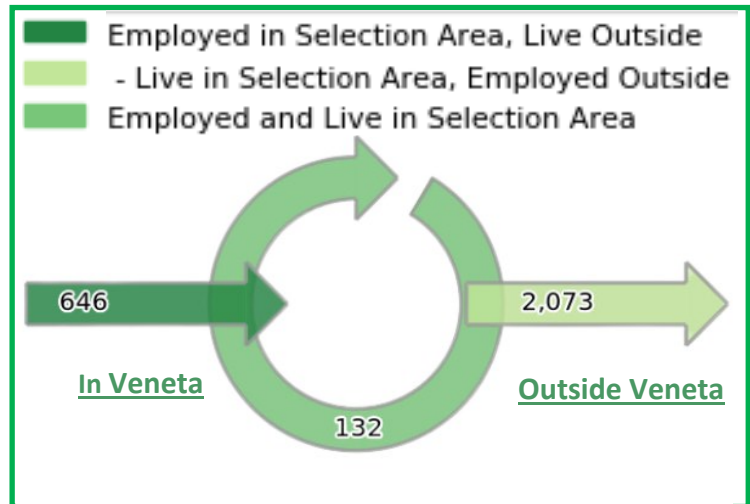 Employed in Selection Area, Live Outside
- Live in Selection Area, Employed Outside
Employed and Live in Selection Area
646
2,073
In Veneta
Outside Veneta
132